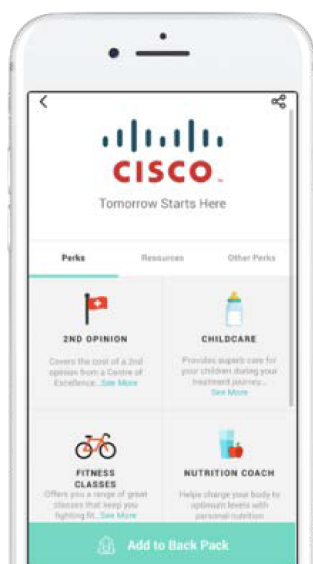 CISCO
Tomorrow Starts Here
Perks Resources Other Perks
2ND OPINION
Covers the cost of a 2nd
opinion from a Centre of
Excellence...See More
CHILDCARE
Provides superb care for
your children during your
treatment journey...
See More
FITNESS
CLASSES
Offers you a range of great
classes that keep you
fighting fit...See More
NUTRITION COACH
Helps change your body to
optimum levels with
personal nutrition
Add to Back Pack